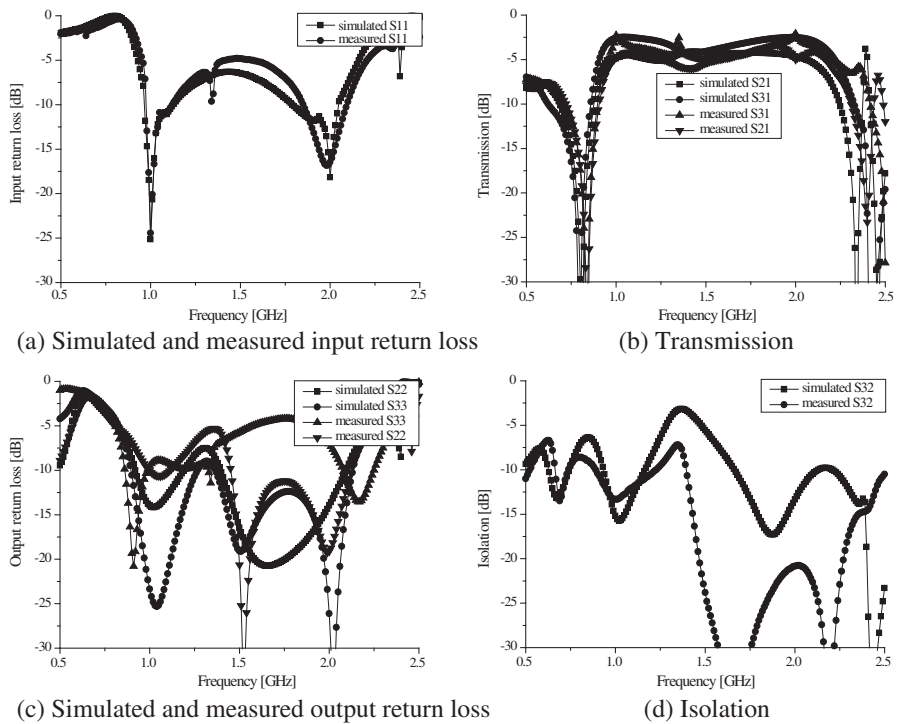 0
-5
-10
-15
-20
-25
-30
Input return loss [dB]
simulated S11
measured S11
0.5 1.0 1.5 2.0 2.5
Frequency [GHz]
(a) Simulated and measured input return loss
0
-5
-10
-15
-20
-25
-30
Transmission [dB]
simulated S21
simulated S31
measured S31
measured S21
0.5 1.0 1.5 2.0 2.5
Frequency [GHz]
(b) Transmission
0
-5
-10
-15
-20
-25
-30
Output return loss [dB]
simulated S22
simulated S33
measured S33
measured S22
0.5 1.0 1.5 2.0 2.5
Frequency [GHz]
(c) Simulated and measured output return loss
0
-5
-10
-15
-20
-25
-30
Isolation [dB]
simulated S32
measured S32
0.5 1.0 1.5 2.0 2.5
Frequency [GHz]
(d) Isolation